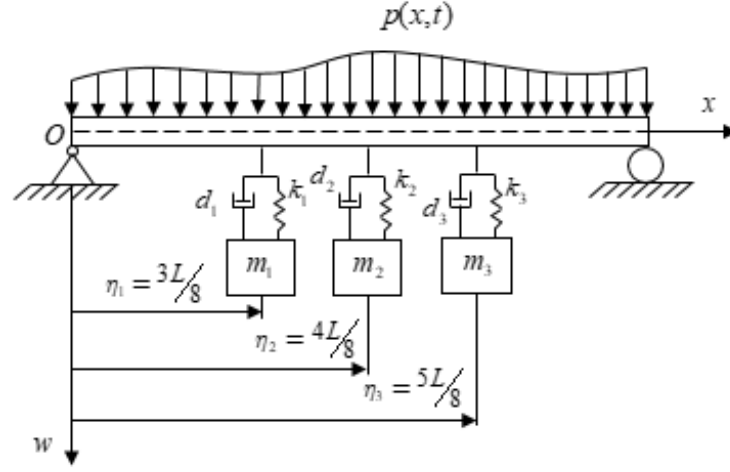 p(x,t)
x
O
d₁ k₁ d₂ k₂ d₃ k₃
m₁ m₂ m₃
η₁ = 3L/8
η₂ = 4L/8
η₃ = 5L/8
w